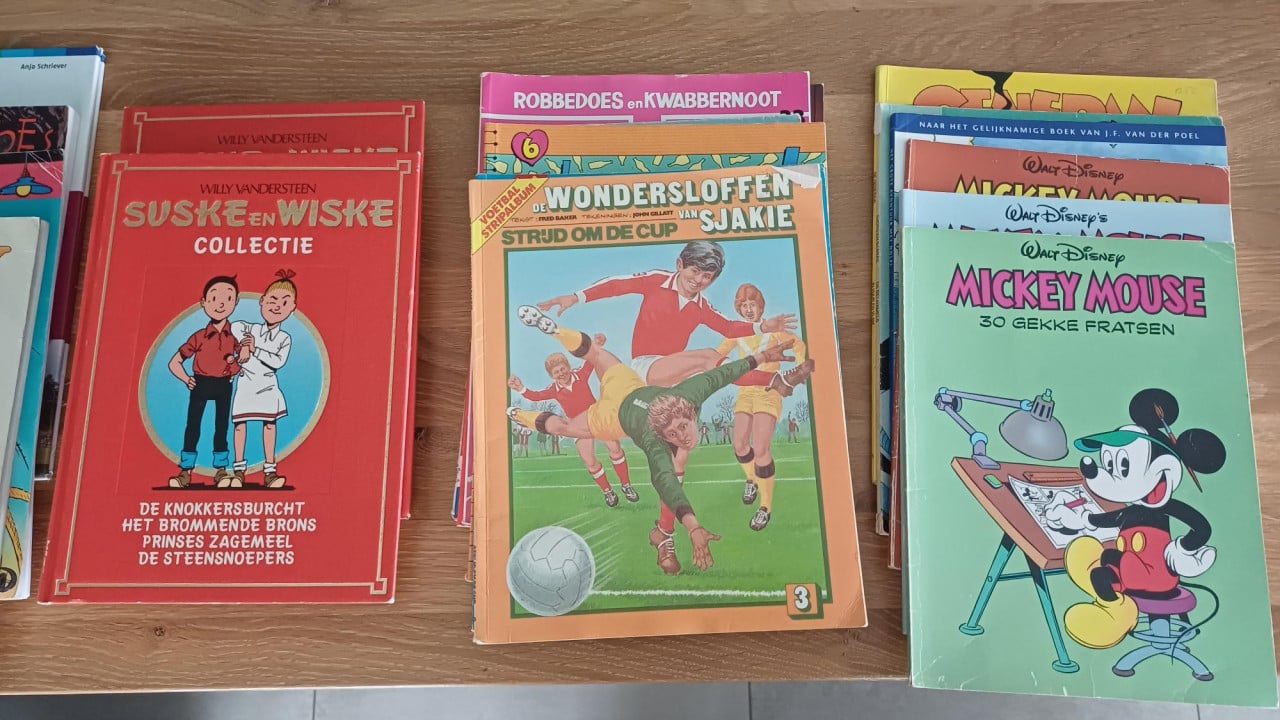 Anja Schriever
WILLY VANDERSTEEN
WILLY VANDERSTEEN
SUSKE EN WISKE
COLLECTIE
DE KNOKKERSBURCHT
HET BROMMENDE BRONS
PRINSES ZAGEMEEL
DE STEENSNOEPERS
ROBBEDOES en KWABBERNOOT
6
VOETBAL
STRIPALBUM
DE WONDERSLOFFEN
VAN SJAKIE
TEKST: FRED BAKER TEKENINGEN: JOHN GILLATT
STRIJD OM DE CUP
3
NAAR HET GELIJKNAMIGE BOEK VAN J.F. VAN DER POEL
WALT DISNEY
MICKEY MOUSE
WALT DISNEY'S
MICKEY MOUSE
WALT DISNEY
MICKEY MOUSE
30 GEKKE FRATSEN